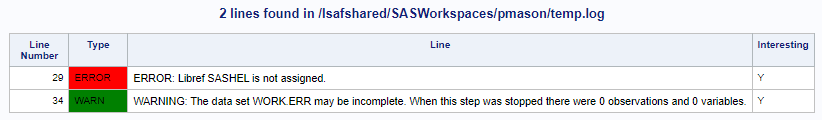 2 lines found in /lsafshared/SASWorkspaces/pmason/temp.log
Line Number Type Line Interesting
29 ERROR ERROR: Libref SASHEL is not assigned. Y
34 WARN WARNING: The data set WORK.ERR may be incomplete. When this step was stopped there were 0 observations and 0 variables. Y